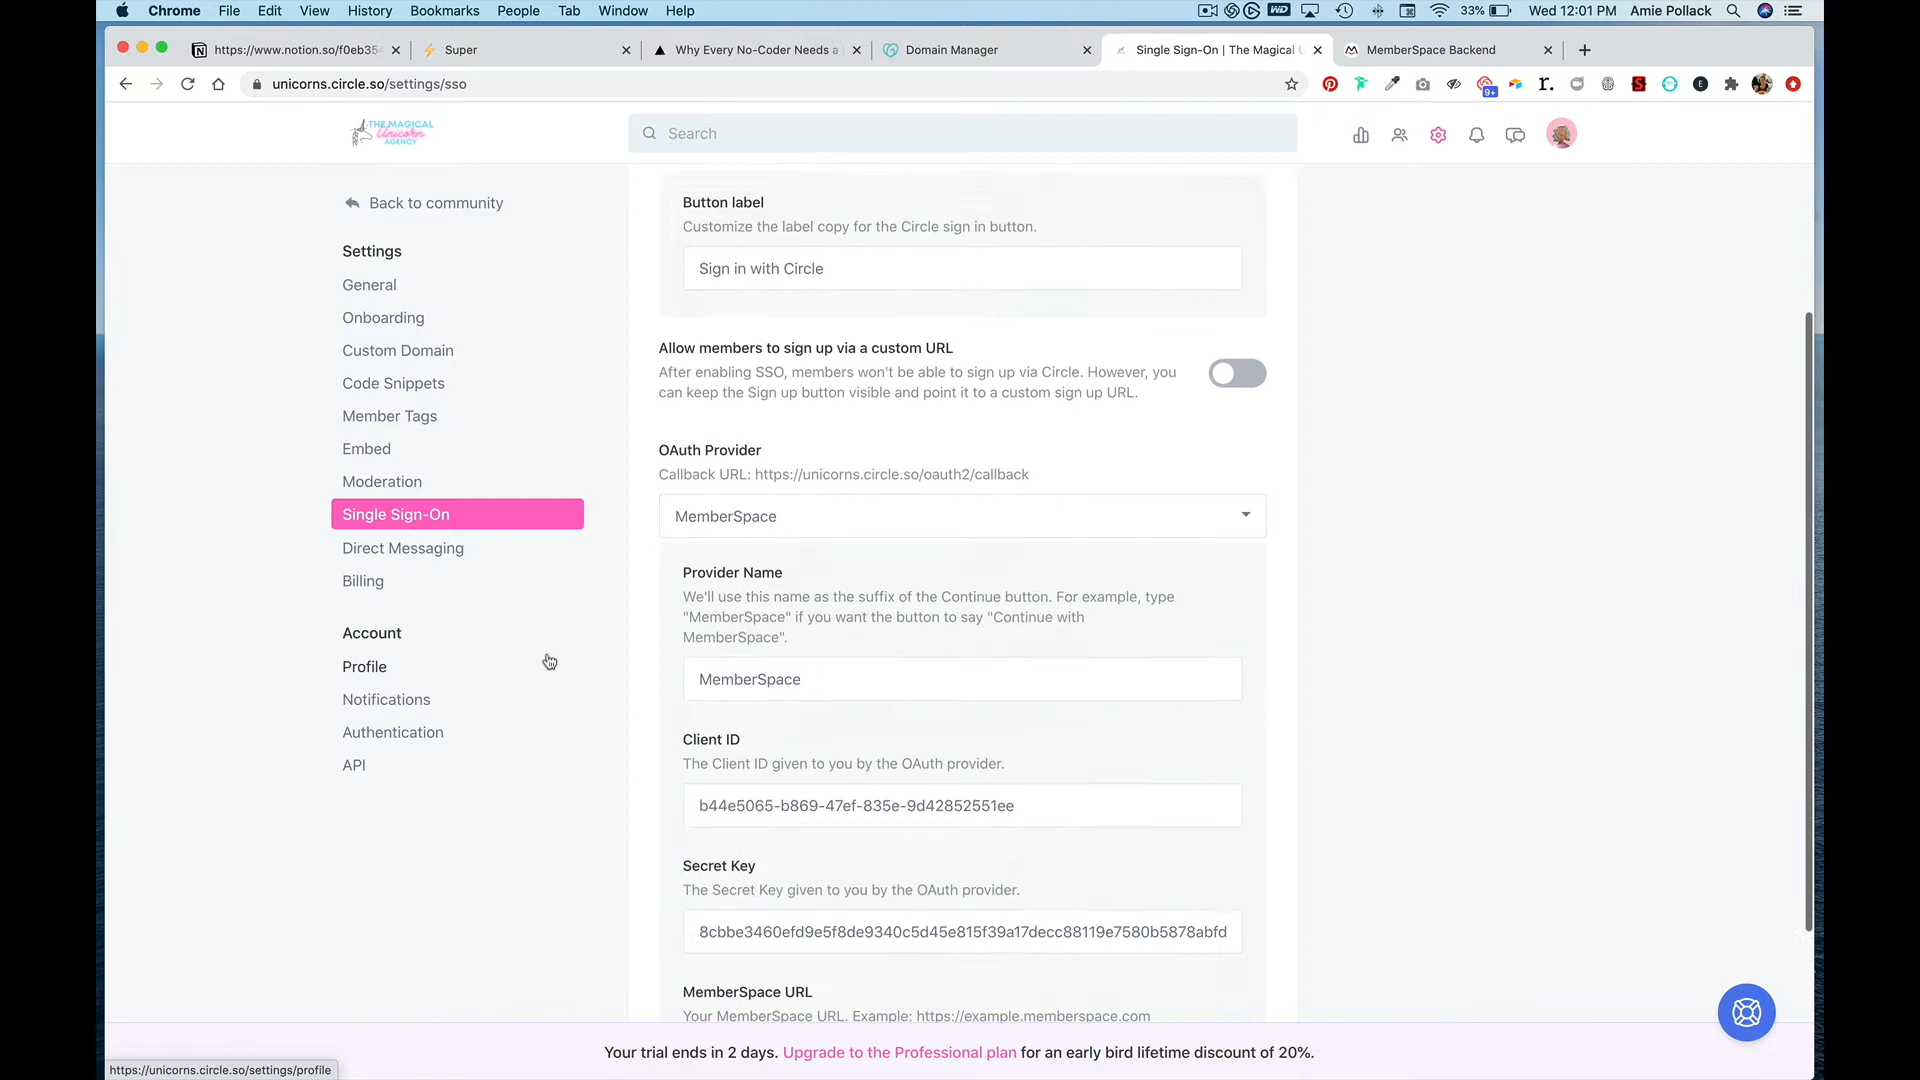 Chrome File Edit View History Bookmarks People Tab Window Help
33% Wed 12:01 PM Amie Pollack
https://www.notion.so/f0eb354
Super
Why Every No-Coder Needs a
Domain Manager
Single Sign-On | The Magical U
MemberSpace Backend
unicorns.circle.so/settings/sso
9+
THE MAGICAL
Unicorn
AGENCY
Search
Back to community
Settings
General
Onboarding
Custom Domain
Code Snippets
Member Tags
Embed
Moderation
Single Sign-On
Direct Messaging
Billing
Account
Profile
Notifications
Authentication
API
Button label
Customize the label copy for the Circle sign in button.
Sign in with Circle
Allow members to sign up via a custom URL
After enabling SSO, members won't be able to sign up via Circle. However, you
can keep the Sign up button visible and point it to a custom sign up URL.
OAuth Provider
Callback URL: https://unicorns.circle.so/oauth2/callback
MemberSpace
Provider Name
We'll use this name as the suffix of the Continue button. For example, type
"MemberSpace" if you want the button to say "Continue with
MemberSpace".
MemberSpace
Client ID
The Client ID given to you by the OAuth provider.
b44e5065-b869-47ef-835e-9d42852551ee
Secret Key
The Secret Key given to you by the OAuth provider.
8cbbe3460efd9e5f8de9340c5d45e815f39a17decc88119e7580b5878abfd
MemberSpace URL
Your MemberSpace URL. Example: https://example.memberspace.com
Your trial ends in 2 days. Upgrade to the Professional plan for an early bird lifetime discount of 20%.
https://unicorns.circle.so/settings/profile